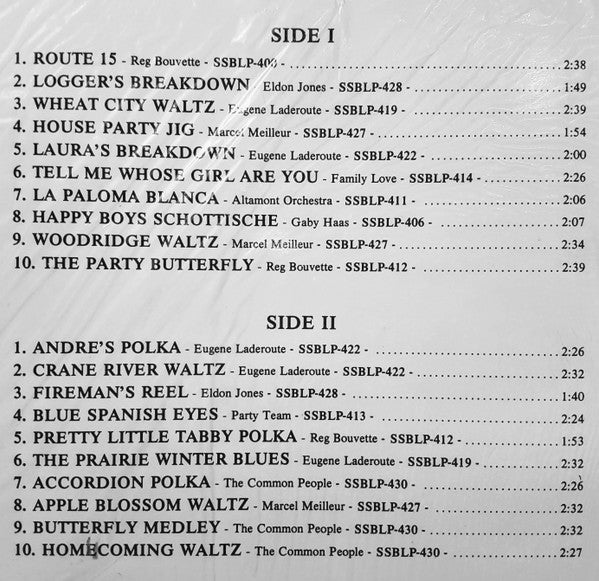 SIDE I
1. ROUTE 15 - Reg Bouvette - SSBLP-400 - 2:38
2. LOGGER'S BREAKDOWN - Eldon Jones - SSBLP-428 - 1:49
3. WHEAT CITY WALTZ - Eugene Laderoute - SSBLP-419 - 2:39
4. HOUSE PARTY JIG - Marcel Meilleur - SSBLP-427 - 1:54
5. LAURA'S BREAKDOWN - Eugene Laderoute - SSBLP-422 - 2:00
6. TELL ME WHOSE GIRL ARE YOU - Family Love - SSBLP-414 - 2:26
7. LA PALOMA BLANCA - Altamont Orchestra - SSBLP-411 - 2:06
8. HAPPY BOYS SCHOTTISCHE - Gaby Haas - SSBLP-406 - 2:07
9. WOODRIDGE WALTZ - Marcel Meilleur - SSBLP-427 - 2:34
10. THE PARTY BUTTERFLY - Reg Bouvette - SSBLP-412 - 2:39
SIDE II
1. ANDRE'S POLKA - Eugene Laderoute - SSBLP-422 - 2:26
2. CRANE RIVER WALTZ - Eugene Laderoute - SSBLP-422 - 2:32
3. FIREMAN'S REEL - Eldon Jones - SSBLP-428 - 1:40
4. BLUE SPANISH EYES - Party Team - SSBLP-413 - 2:24
5. PRETTY LITTLE TABBY POLKA - Reg Bouvette - SSBLP-412 - 1:53
6. THE PRAIRIE WINTER BLUES - Eugene Laderoute - SSBLP-419 - 2:32
7. ACCORDION POLKA - The Common People - SSBLP-430 - 2:26
8. APPLE BLOSSOM WALTZ - Marcel Meilleur - SSBLP-427 - 2:32
9. BUTTERFLY MEDLEY - The Common People - SSBLP-430 - 2:32
10. HOMECOMING WALTZ - The Common People - SSBLP-430 - 2:27